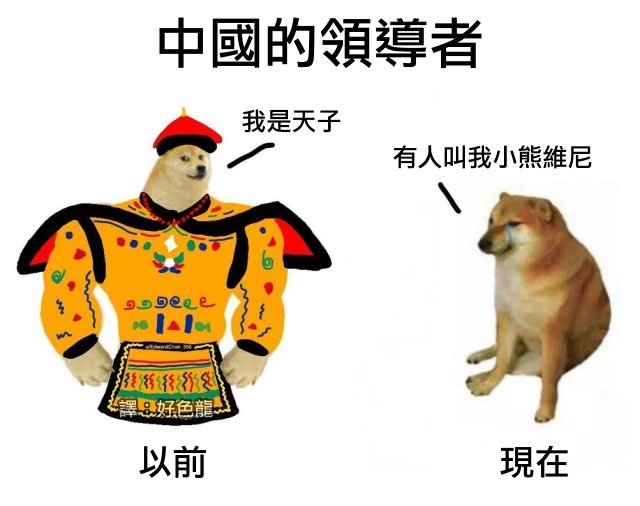 中國的領導者
我是天子
有人叫我小熊維尼
u/EdwardChan_356
譯：好色龍
以前
現在